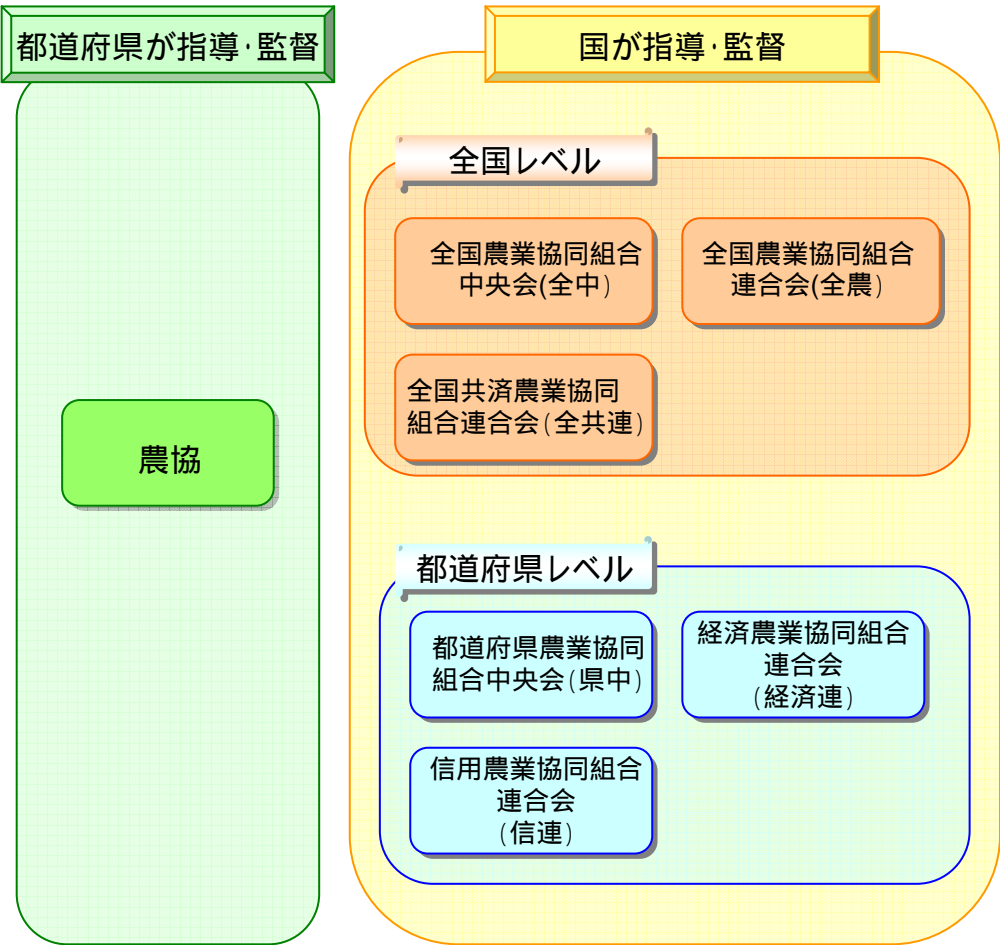 都道府県が指導・監督
国が指導・監督
農協
全国レベル
全国農業協同組合
中央会(全中)
全国農業協同組合
連合会(全農)
全国共済農業協同
組合連合会(全共連)
都道府県レベル
都道府県農業協同
組合中央会(県中)
経済農業協同組合
連合会
(経済連)
信用農業協同組合
連合会
(信連)